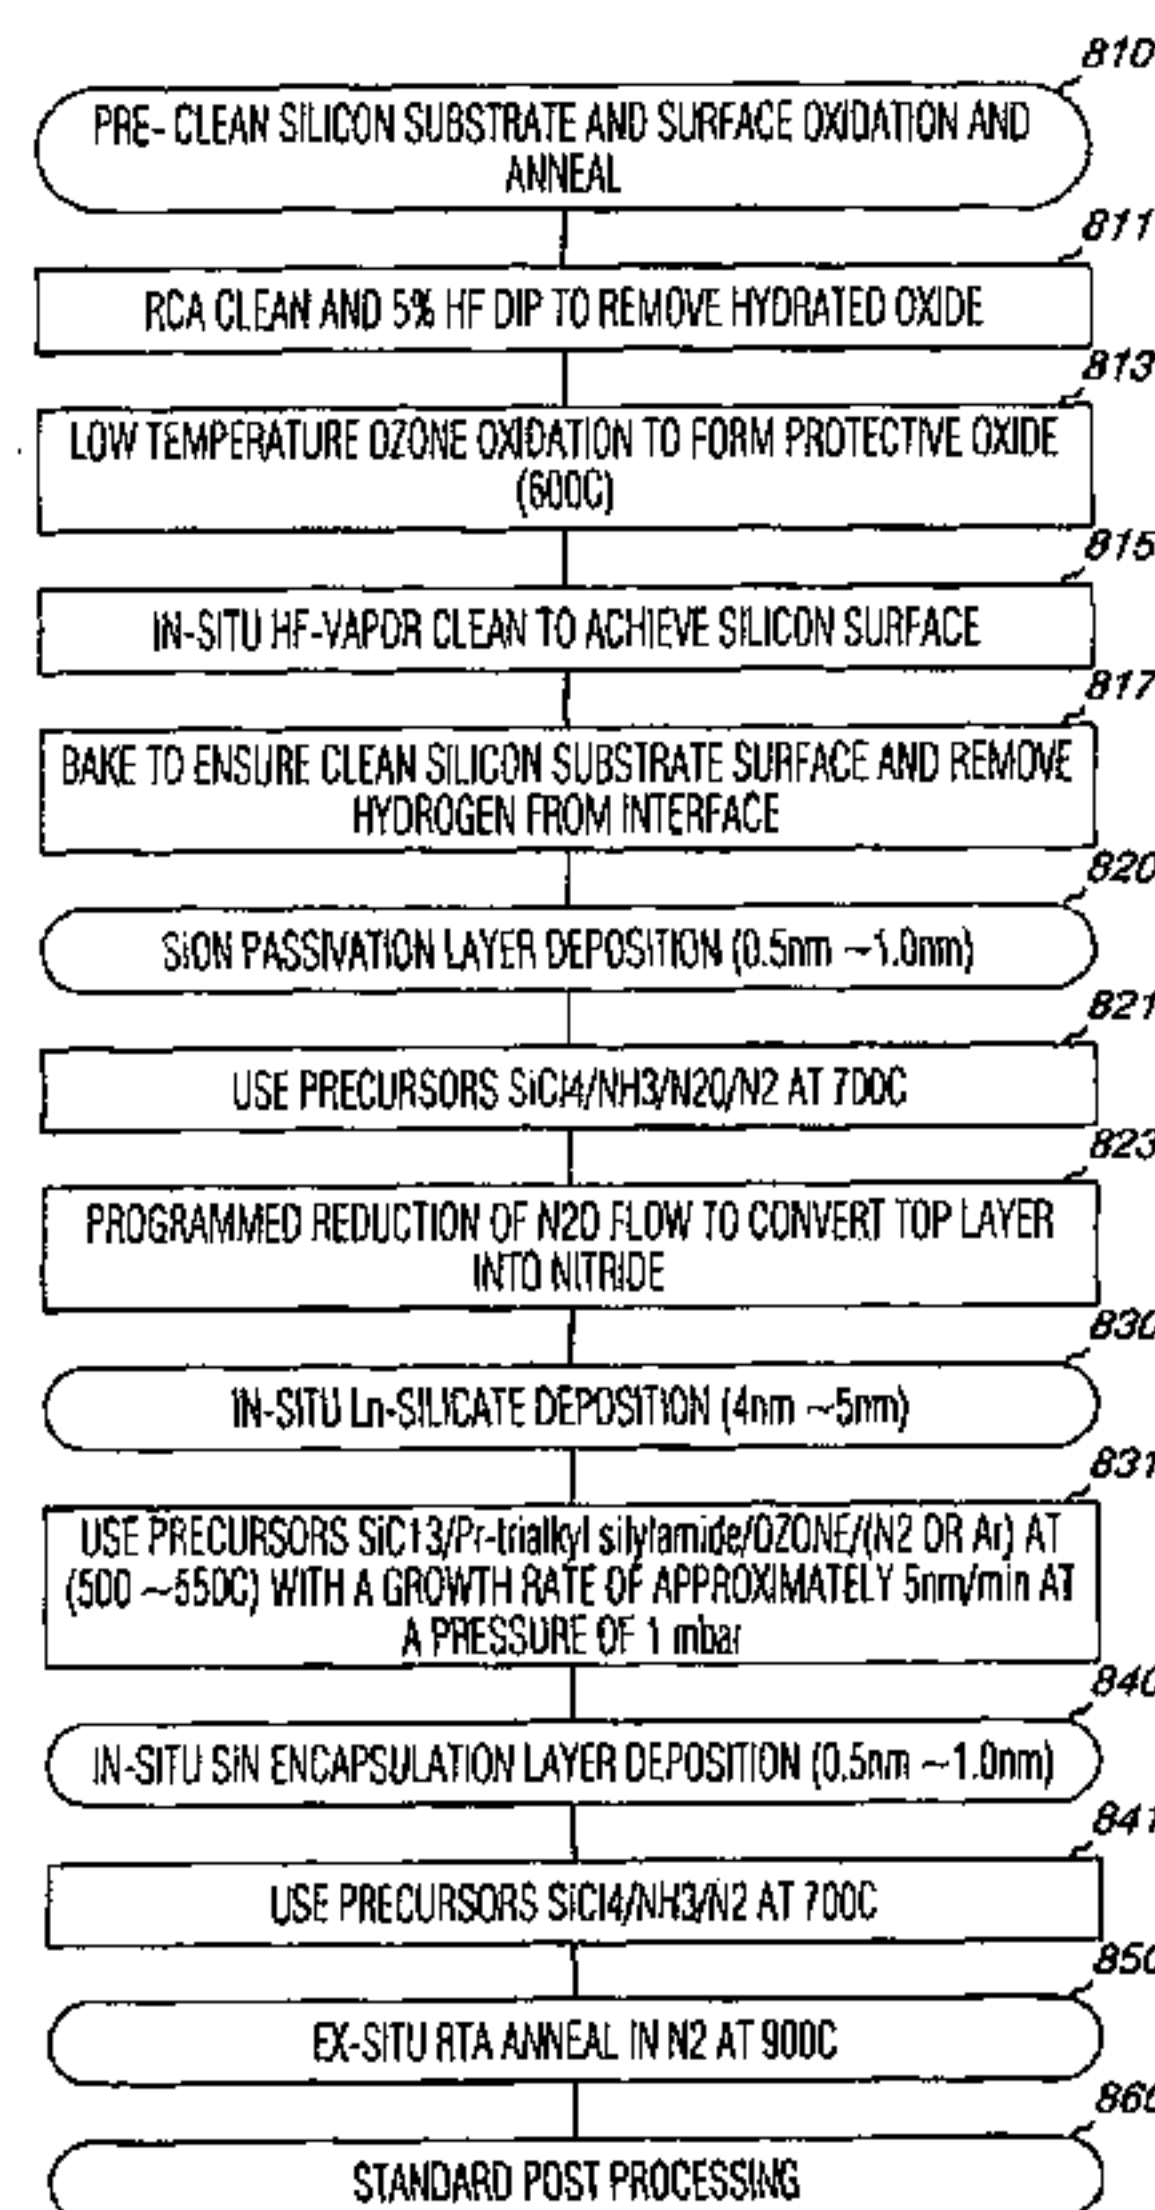 810
PRE- CLEAN SILICON SUBSTRATE AND SURFACE OXIDATION AND
ANNEAL
811
RCA CLEAN AND 5% HF DIP TO REMOVE HYDRATED OXIDE
813
LOW TEMPERATURE OZONE OXIDATION TO FORM PROTECTIVE OXIDE
(600C)
815
IN-SITU HF-VAPOR CLEAN TO ACHIEVE SILICON SURFACE
817
BAKE TO ENSURE CLEAN SILICON SUBSTRATE SURFACE AND REMOVE
HYDROGEN FROM INTERFACE
820
SiON PASSIVATION LAYER DEPOSITION (0.5nm ~1.0nm)
821
USE PRECURSORS SiCl4/NH3/N2O/N2 AT 700C
823
PROGRAMMED REDUCTION OF N2O FLOW TO CONVERT TOP LAYER
INTO NITRIDE
830
IN-SITU Ln-SILICATE DEPOSITION (4nm ~5nm)
831
USE PRECURSORS SiC13/Pr-trialkyl silylamide/OZONE/(N2 OR Ar) AT
(500 ~550C) WITH A GROWTH RATE OF APPROXIMATELY 5nm/min AT
A PRESSURE OF 1 mbar
840
IN-SITU SiN ENCAPSULATION LAYER DEPOSITION (0.5nm ~1.0nm)
841
USE PRECURSORS SiCl4/NH3/N2 AT 700C
850
EX-SITU RTA ANNEAL IN N2 AT 900C
860
STANDARD POST PROCESSING